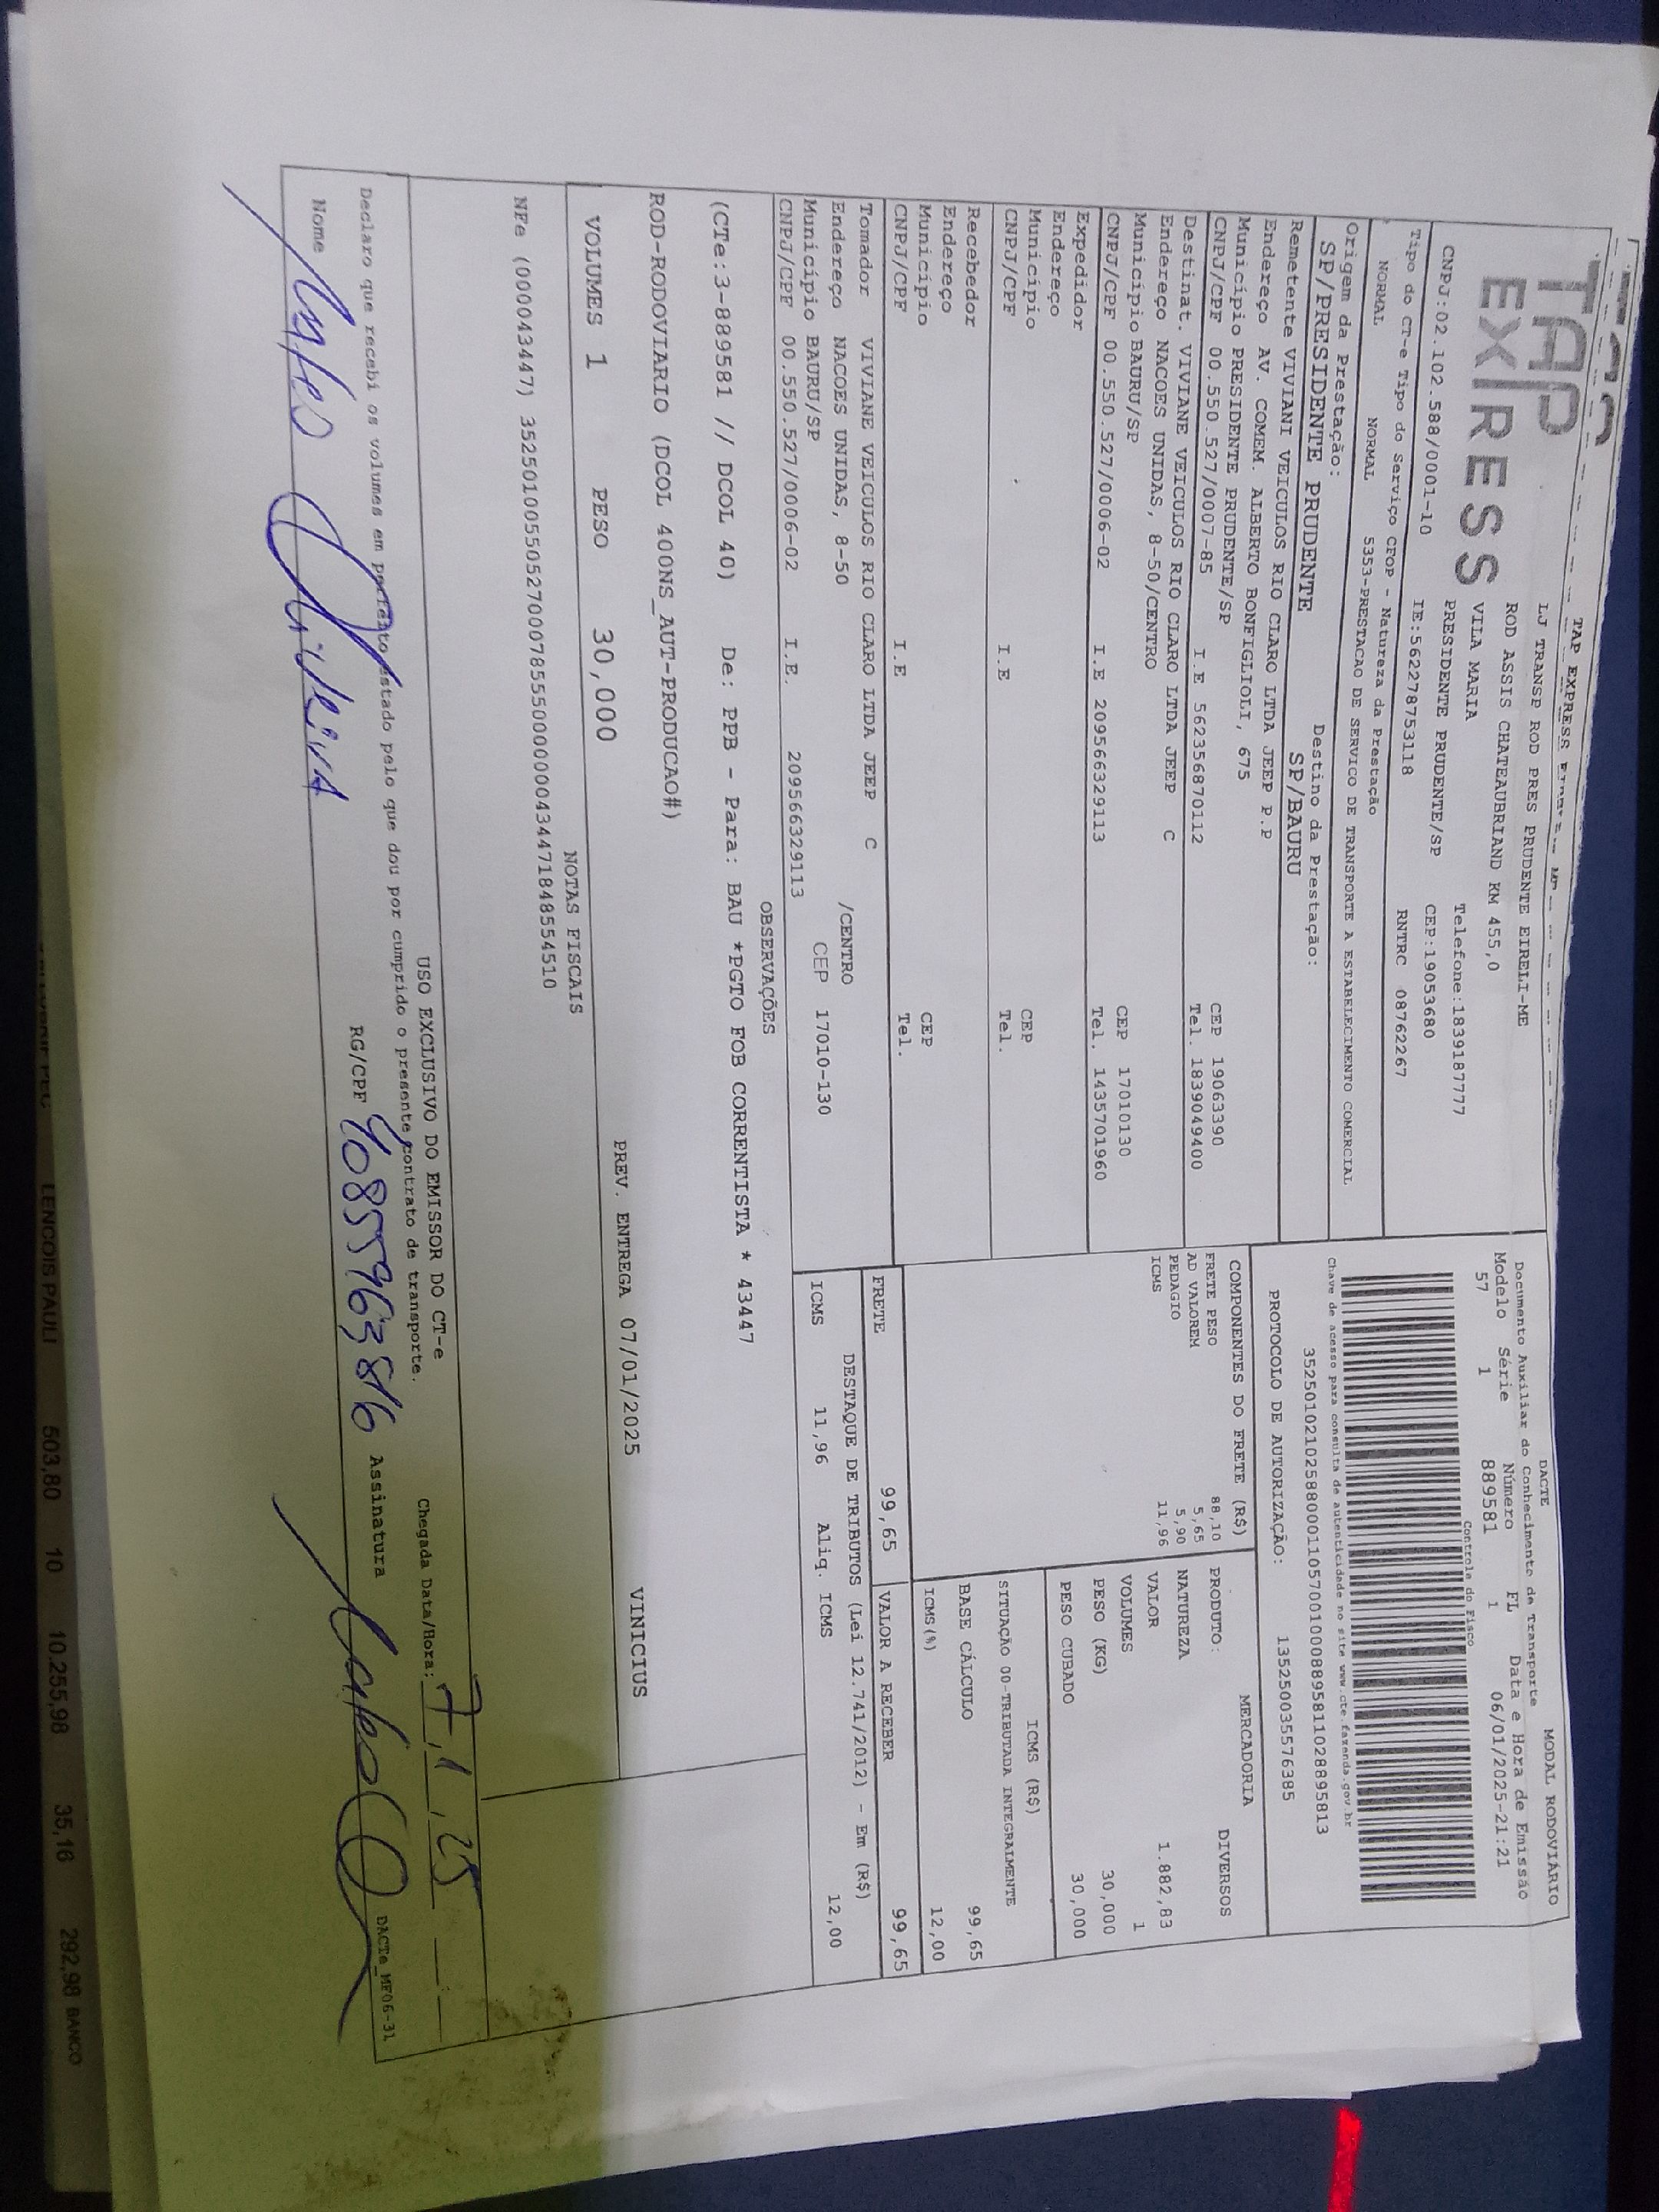 TAP EXPRESS
TAP
EX|RESS
LJ TRANSP ROD PRES PRUDENTE EIRELI-ME
ROD ASSIS CHATEAUBRIAND KM 455,0
VILA MARIA Telefone:1839187777
PRESIDENTE PRUDENTE/SP CEP:19053680
CNPJ:02.102.588/0001-10 IE:562278753118 RNTRC 08762267
Tipo do CT-e Tipo do Serviço CFOP - Natureza da Prestação
NORMAL NORMAL 5353-PRESTACAO DE SERVICO DE TRANSPORTE A ESTABELECIMENTO COMERCIAL
Origem da Prestação: Destino da Prestação:
SP/PRESIDENTE PRUDENTE SP/BAURU
DACTE MODAL RODOVIÁRIO
Documento Auxiliar do Conhecimento de Transporte
Modelo Série Número FL Data e Hora de Emissão
57 1 889581 1 06/01/2025-21:21
Controle do Fisco
Chave de acesso para consulta de autenticidade no site www.cte.fazenda.gov.br
35250102102588000110570010008895811028895813
PROTOCOLO DE AUTORIZAÇÃO: 135250035576385
Remetente VIVIANI VEICULOS RIO CLARO LTDA JEEP P.P
Endereço AV. COMEM. ALBERTO BONFIGLIOLI, 675
Município PRESIDENTE PRUDENTE/SP CEP 19063390
CNPJ/CPF 00.550.527/0007-85 I.E 562356870112 Tel. 1839049400
Destinat. VIVIANE VEICULOS RIO CLARO LTDA JEEP C
Endereço NACOES UNIDAS, 8-50/CENTRO
Município BAURU/SP CEP 17010130
CNPJ/CPF 00.550.527/0006-02 I.E 209566329113 Tel. 1435701960
Expedidor
Endereço
Município CEP
CNPJ/CPF I.E Tel.
Recebedor
Endereço
Município CEP
CNPJ/CPF I.E Tel.
Tomador VIVIANE VEICULOS RIO CLARO LTDA JEEP C
Endereço NACOES UNIDAS, 8-50 /CENTRO
Município BAURU/SP CEP 17010-130
CNPJ/CPF 00.550.527/0006-02 I.E. 209566329113
COMPONENTES DO FRETE (R$)
FRETE PESO 88,10
AD VALOREM 5,65
PEDAGIO 5,90
ICMS 11,96
MERCADORIA
PRODUTO: DIVERSOS
NATUREZA
VALOR 1.882,83
VOLUMES 1
PESO (KG) 30,000
PESO CUBADO 30,000
ICMS (R$)
SITUAÇÃO 00-TRIBUTADA INTEGRALMENTE
BASE CÁLCULO 99,65
ICMS(%) 12,00
FRETE 99,65 VALOR A RECEBER 99,65
DESTAQUE DE TRIBUTOS (Lei 12.741/2012) - Em (R$)
ICMS 11,96 Aliq. ICMS 12,00
OBSERVAÇÕES
(CTe:3-889581 // DCOL 40) De: PPB - Para: BAU *PGTO FOB CORRENTISTA * 43447
ROD-RODOVIARIO (DCOL 400NS_AUT-PRODUCAO#)
VINICIUS
VOLUMES 1 PESO 30,000 PREV. ENTREGA 07/01/2025
NOTAS FISCAIS
NFe (000043447) 35250100550527000785550000000434471848554510
USO EXCLUSIVO DO EMISSOR DO CT-e
Declaro que recebi os volumes em perfeito estado pelo que dou por cumprido o presente contrato de transporte.
Chegada Data/Hora: 7/1/25
Nome Oliveira RG/CPF 408559638/6 Assinatura
DACTe_MF06-31
LENCOIS PAULI 503,80 10 10.255,98 35,16 292,98 BANCO